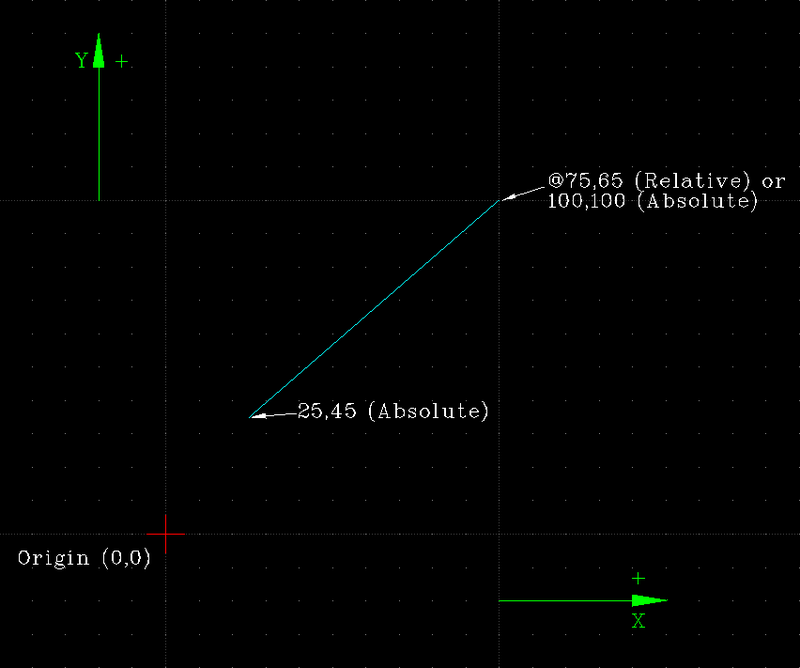 Y +
@75,65 (Relative) or
100,100 (Absolute)
25,45 (Absolute)
Origin (0,0)
+
X